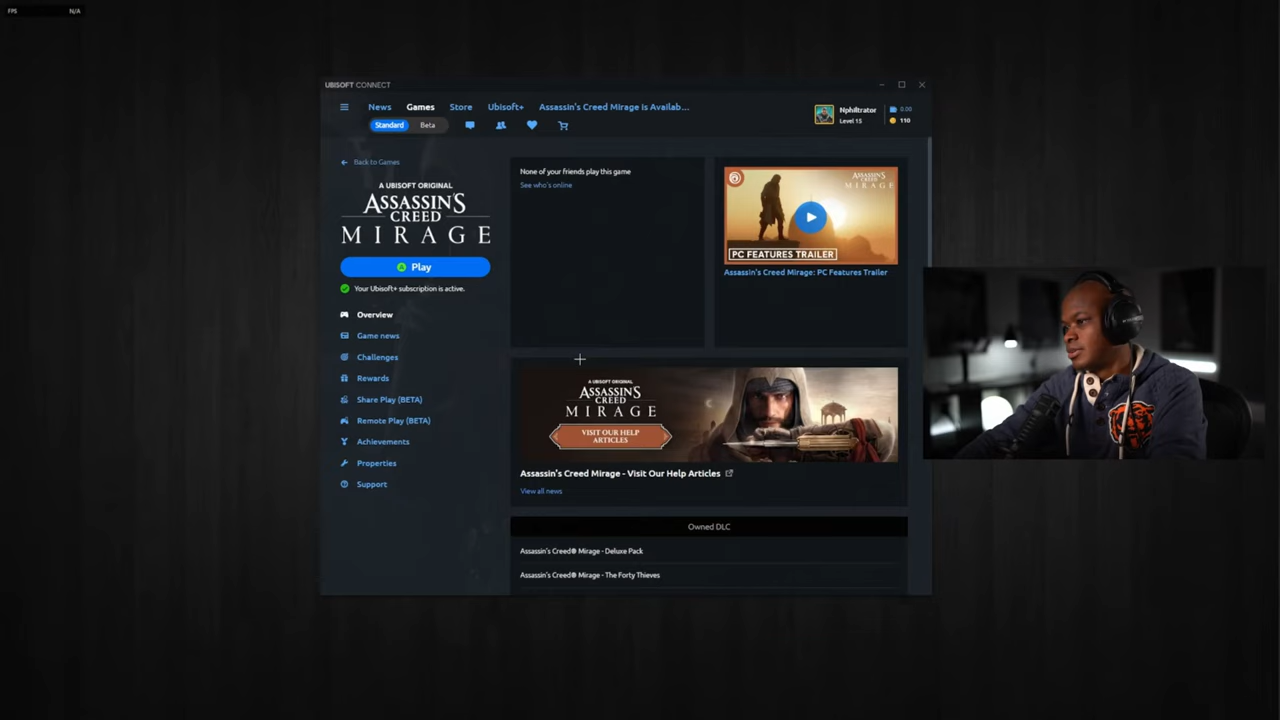 FPS N/A
UBISOFT CONNECT
News Games Store Ubisoft+ Assassin's Creed Mirage is Availab...
Standard Beta
Nphiltrator
Level 15
0.00
110
Back to Games
A UBISOFT ORIGINAL
ASSASSIN'S
CREED
MIRAGE
Play
Your Ubisoft+ subscription is active.
Overview
Game news
Challenges
Rewards
Share Play (BETA)
Remote Play (BETA)
Achievements
Properties
Support
None of your friends play this game
See who's online
ASSASSIN'S
CREED
MIRAGE
PC FEATURES TRAILER
Assassin's Creed Mirage: PC Features Trailer
A UBISOFT ORIGINAL
ASSASSIN'S
CREED
MIRAGE
VISIT OUR HELP
ARTICLES
Assassin's Creed Mirage - Visit Our Help Articles
View all news
Owned DLC
Assassin's Creed® Mirage - Deluxe Pack
Assassin's Creed® Mirage - The Forty Thieves